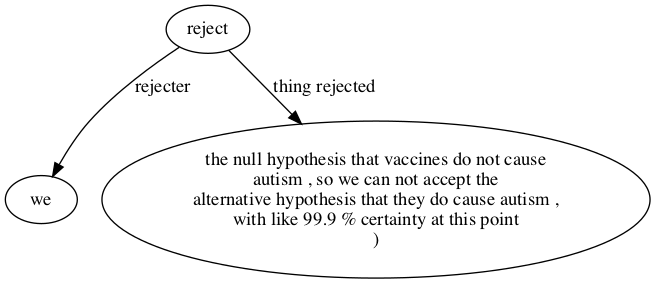 reject
rejecter
thing rejected
we
the null hypothesis that vaccines do not cause
autism , so we can not accept the
alternative hypothesis that they do cause autism ,
with like 99.9 % certainty at this point
)